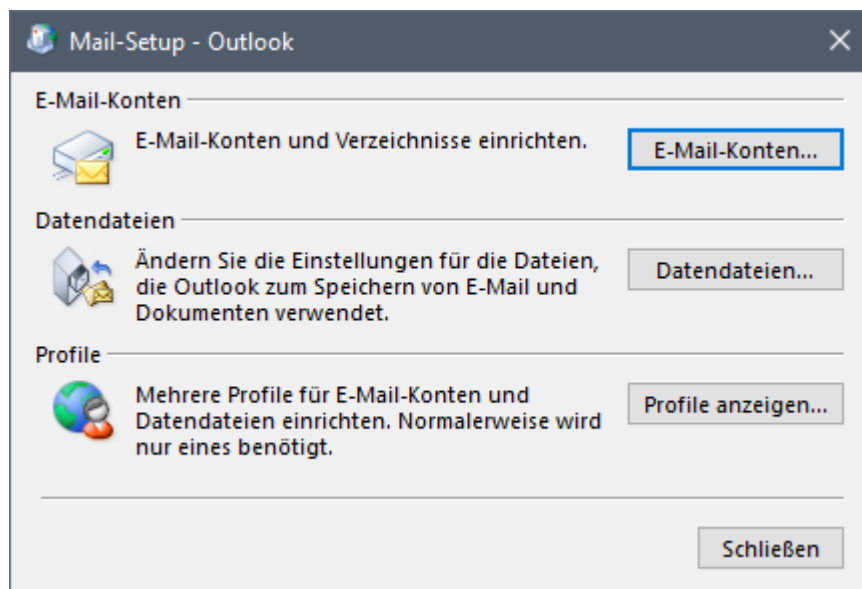 Mail-Setup - Outlook
E-Mail-Konten
E-Mail-Konten und Verzeichnisse einrichten.
E-Mail-Konten...
Datendateien
Ändern Sie die Einstellungen für die Dateien,
die Outlook zum Speichern von E-Mail und
Dokumenten verwendet.
Datendateien...
Profile
Mehrere Profile für E-Mail-Konten und
Datendateien einrichten. Normalerweise wird
nur eines benötigt.
Profile anzeigen...
Schließen